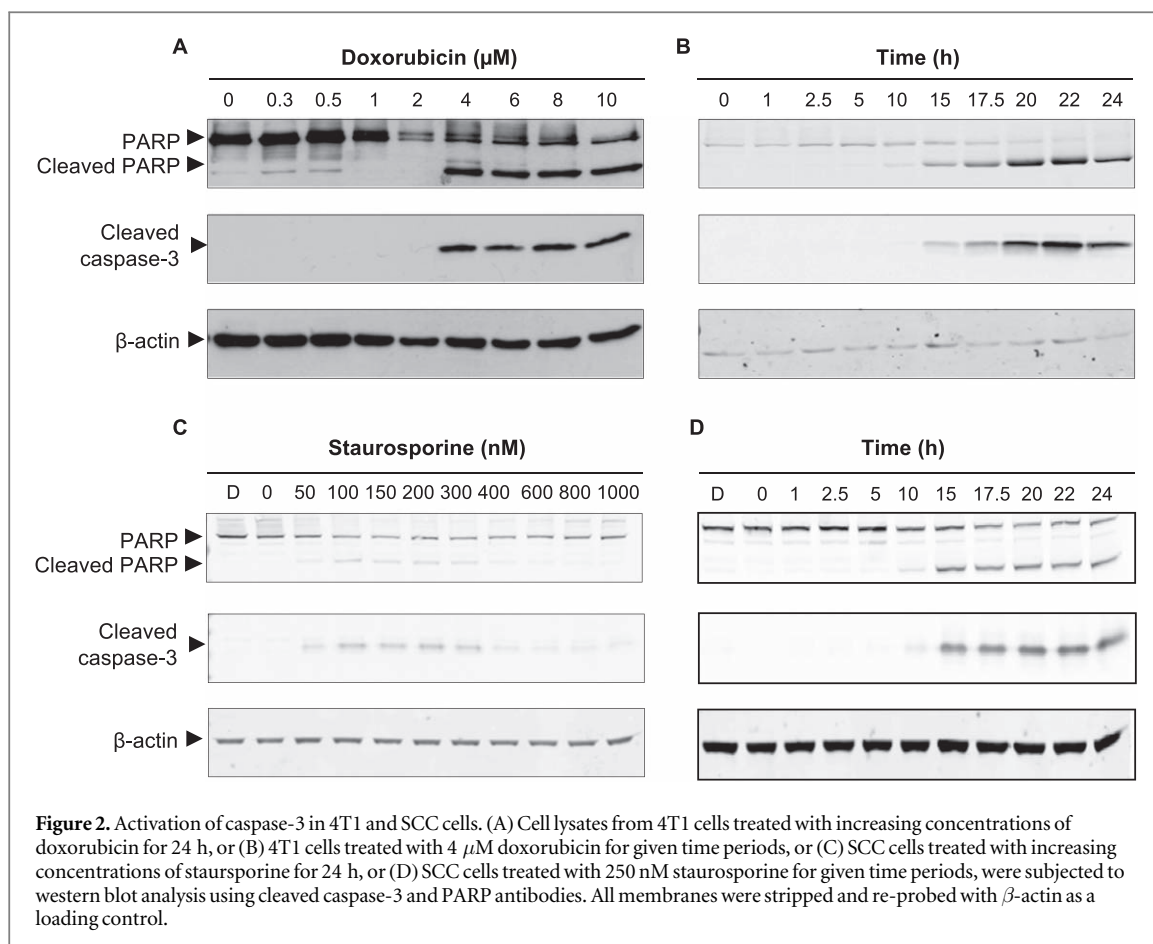 A
Doxorubicin (µM)
0 0.3 0.5 1 2 4 6 8 10
PARP
Cleaved PARP
Cleaved
caspase-3
β-actin
B
Time (h)
0 1 2.5 5 10 15 17.5 20 22 24
C
Staurosporine (nM)
D 0 50 100 150 200 300 400 600 800 1000
PARP
Cleaved PARP
Cleaved
caspase-3
β-actin
D
Time (h)
D 0 1 2.5 5 10 15 17.5 20 22 24
Figure 2. Activation of caspase-3 in 4T1 and SCC cells. (A) Cell lysates from 4T1 cells treated with increasing concentrations of
doxorubicin for 24 h, or (B) 4T1 cells treated with 4 µM doxorubicin for given time periods, or (C) SCC cells treated with increasing
concentrations of staursporine for 24 h, or (D) SCC cells treated with 250 nM staurosporine for given time periods, were subjected to
western blot analysis using cleaved caspase-3 and PARP antibodies. All membranes were stripped and re-probed with β-actin as a
loading control.